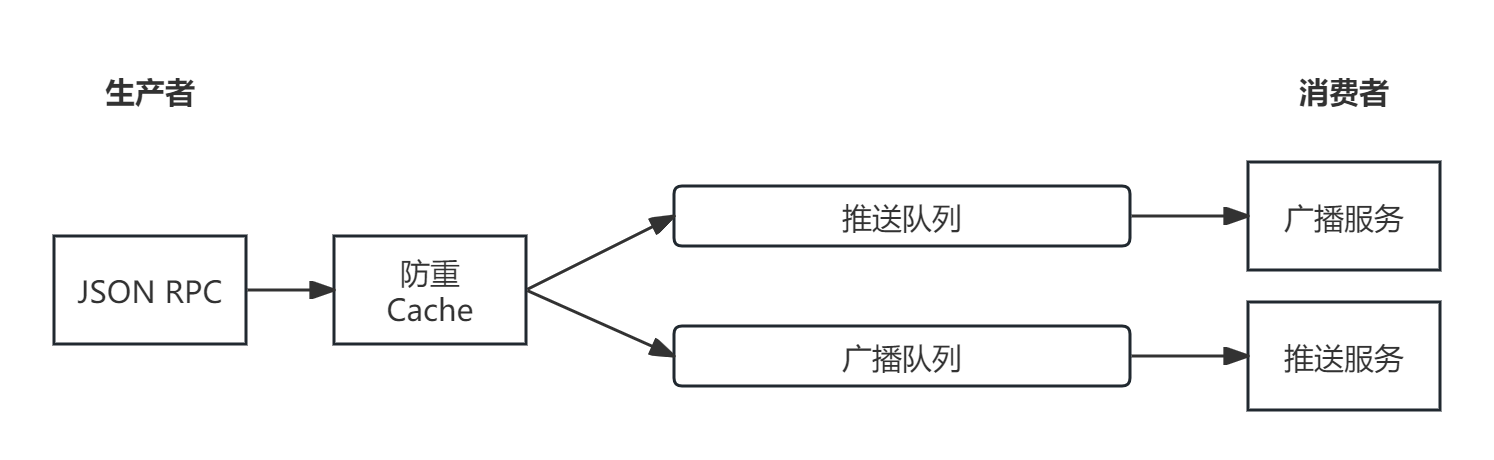 生产者
消费者
JSON RPC
防重
Cache
推送队列
广播队列
广播服务
推送服务